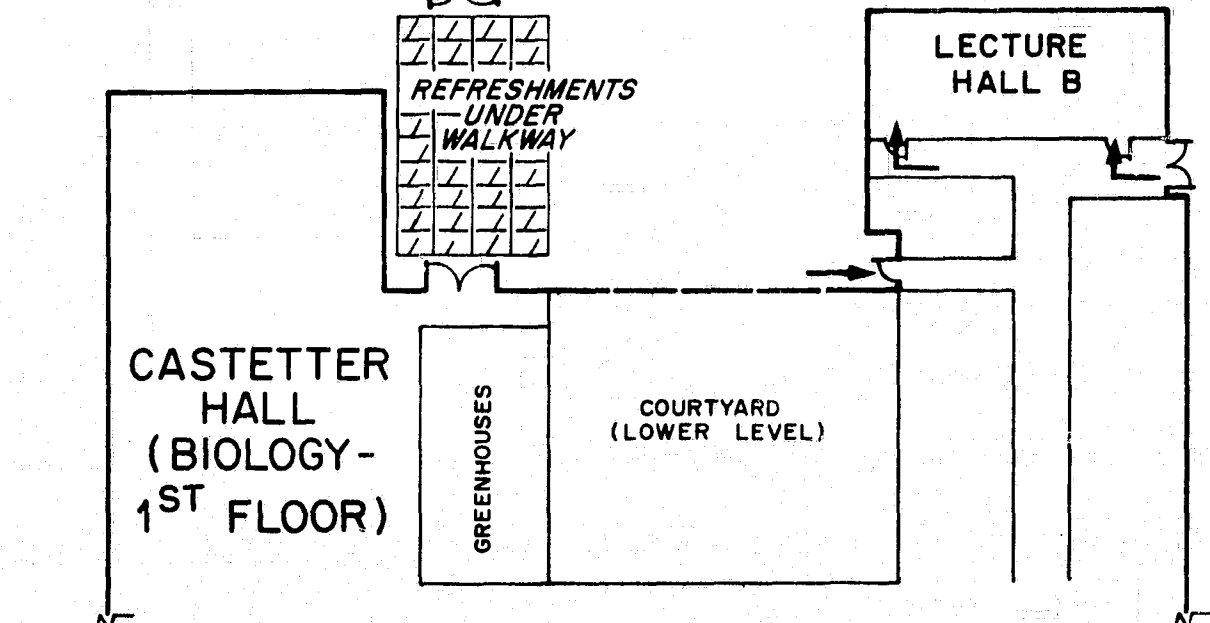 REFRESHMENTS
UNDER
WALKWAY
LECTURE
HALL B
CASTETTER
HALL
(BIOLOGY-
1ST FLOOR)
GREENHOUSES
COURTYARD
(LOWER LEVEL)